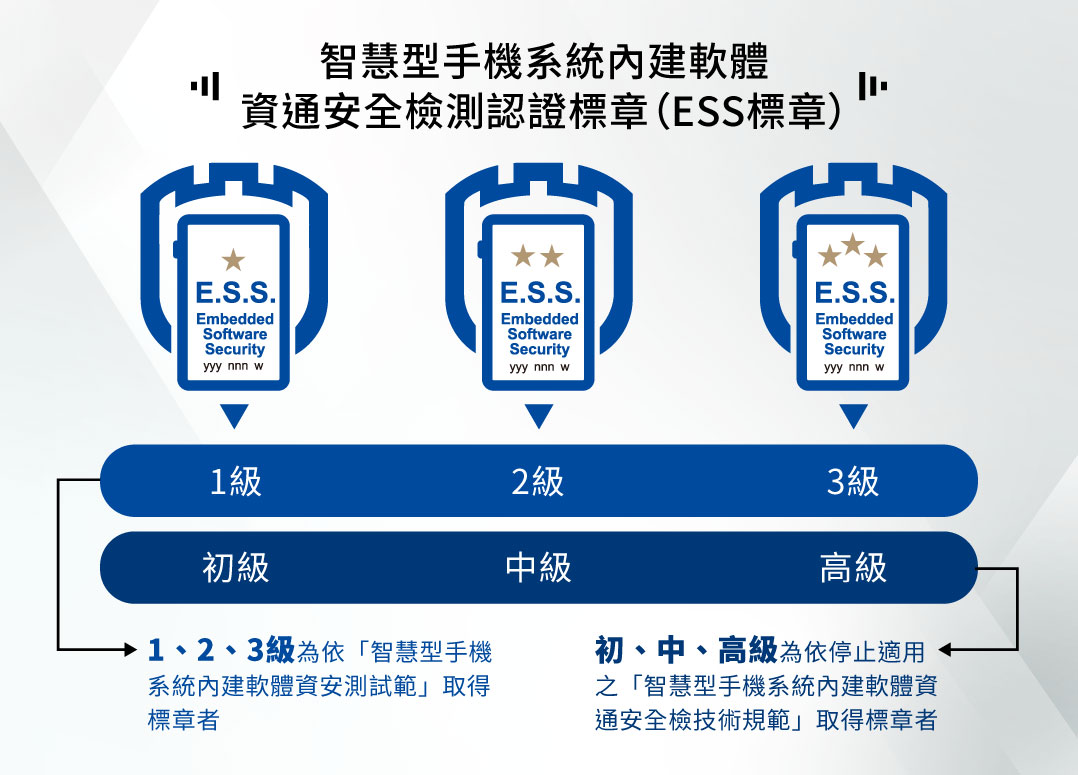 智慧型手機系統內建軟體
資通安全檢測認證標章(ESS標章)
E.S.S.
Embedded
Software
Security
yyy nnn w
E.S.S.
Embedded
Software
Security
yyy nnn w
E.S.S.
Embedded
Software
Security
yyy nnn w
1級
2級
3級
初級
中級
高級
1、2、3級為依「智慧型手機
系統內建軟體資安測試範」取得
標章者
初、中、高級為依停止適用
之「智慧型手機系統內建軟體資
通安全檢技術規範」取得標章者